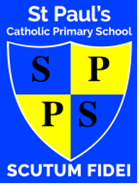 St Paul's
Catholic Primary School
S P
P S
SCUTUM FIDEI